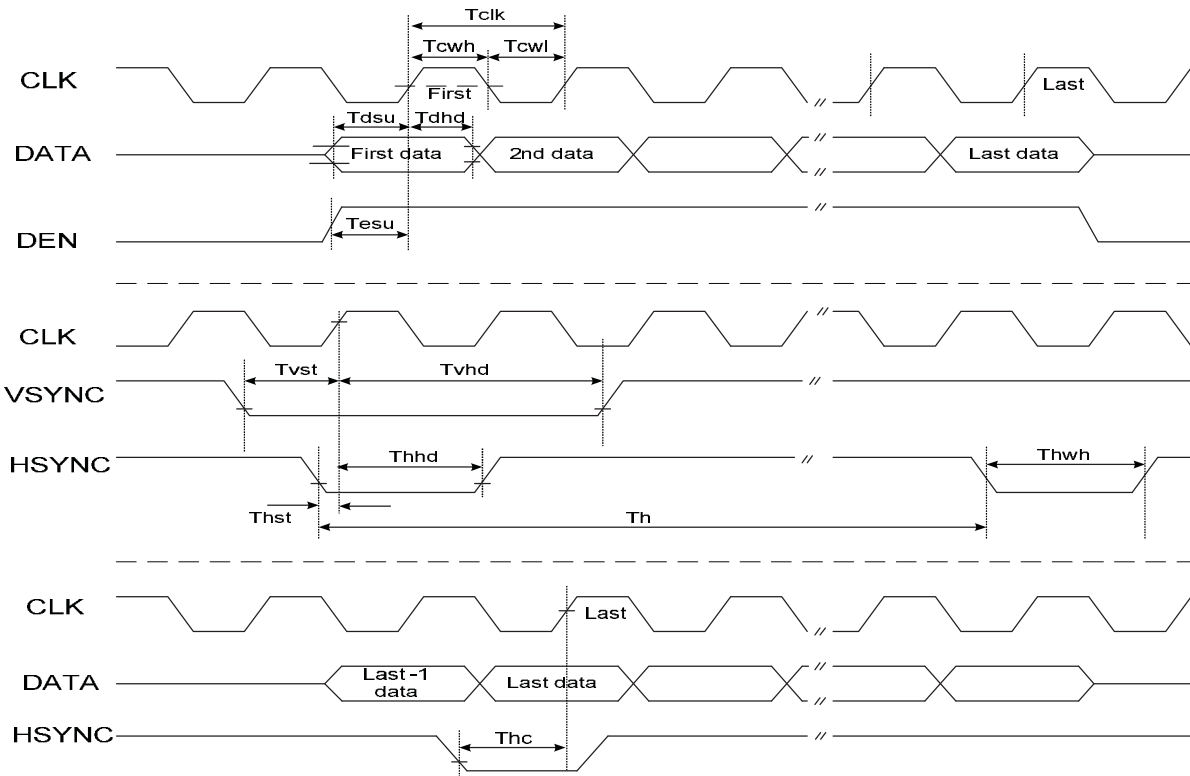 Tclk
Tcwh Tcwl
CLK First Last
Tdsu Tdhd
DATA First data 2nd data Last data
Tesu
DEN
CLK
Tvst Tvhd
VSYNC
HSYNC Thhd Thwh
Thst Th
CLK Last
DATA Last-1 data Last data
HSYNC Thc